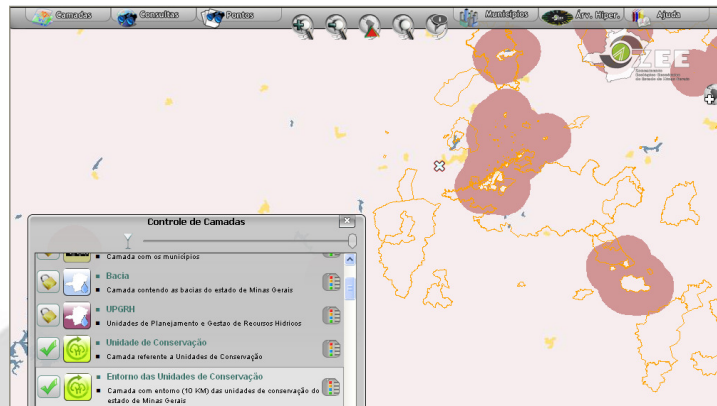 Camadas
Consultas
Pontos
Municípios
Árv. Hiper.
Ajuda
ZEE
Controle de Camadas
Camada com os municípios
Bacia
Camada contendo as bacias do estado de Minas Gerais
UPGRH
Unidades de Planejamento e Gestao de Recursos Hídricos
Unidade de Conservação
Camada referente a Unidades de Conservação
Entorno das Unidades de Conservação
Camada com entorno (10 KM) das unidades de conservação do
estado de Minas Gerais